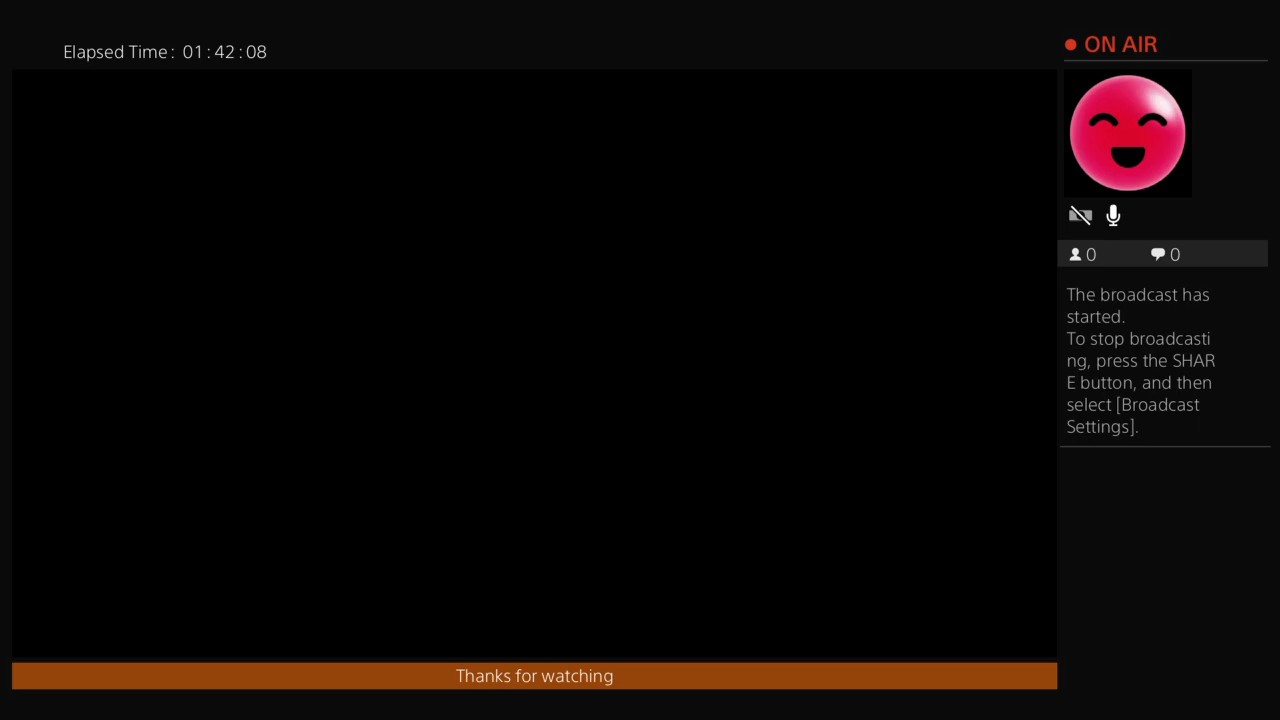 Elapsed Time: 01:42:08
ON AIR
0 0
The broadcast has
started.
To stop broadcasti
ng, press the SHAR
E button, and then
select [Broadcast
Settings].
Thanks for watching